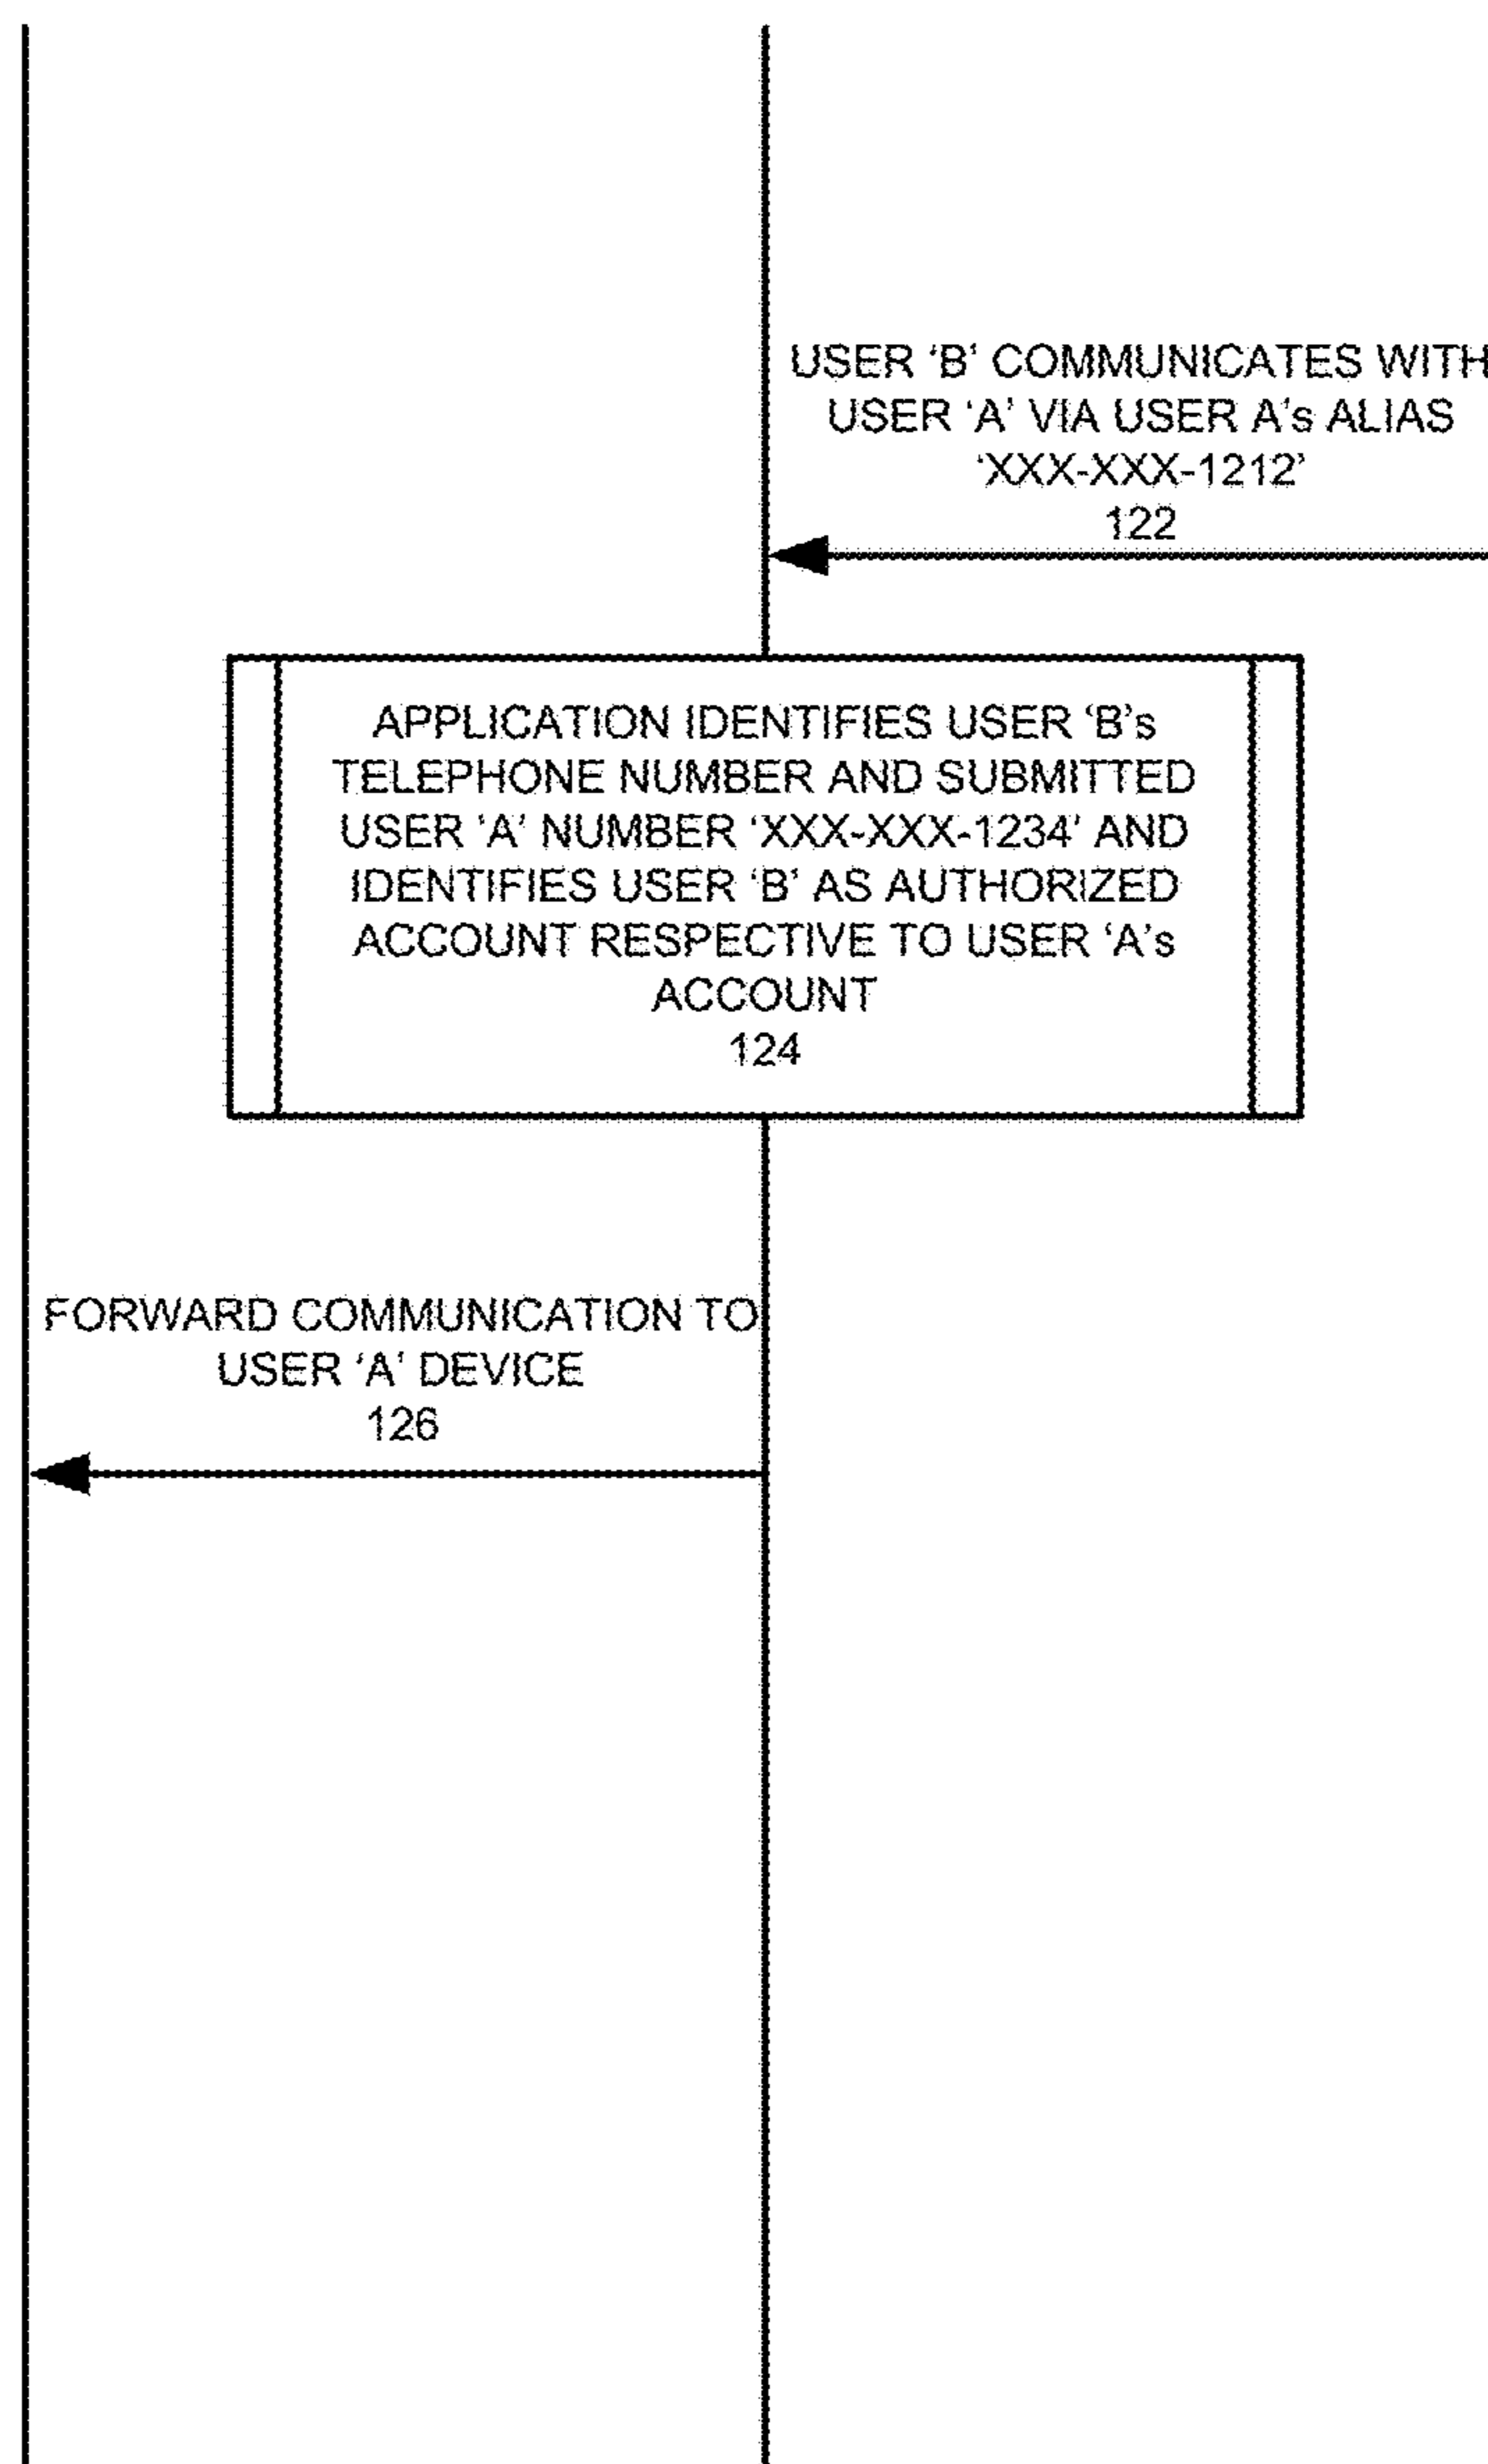 USER ‘B’ COMMUNICATES WITH
USER ‘A’ VIA USER A’s ALIAS
‘XXX-XXX-1212’
122
APPLICATION IDENTIFIES USER ‘B’s
TELEPHONE NUMBER AND SUBMITTED
USER ‘A’ NUMBER ‘XXX-XXX-1234’ AND
IDENTIFIES USER ‘B’ AS AUTHORIZED
ACCOUNT RESPECTIVE TO USER ‘A’s
ACCOUNT
124
FORWARD COMMUNICATION TO
USER ‘A’ DEVICE
126